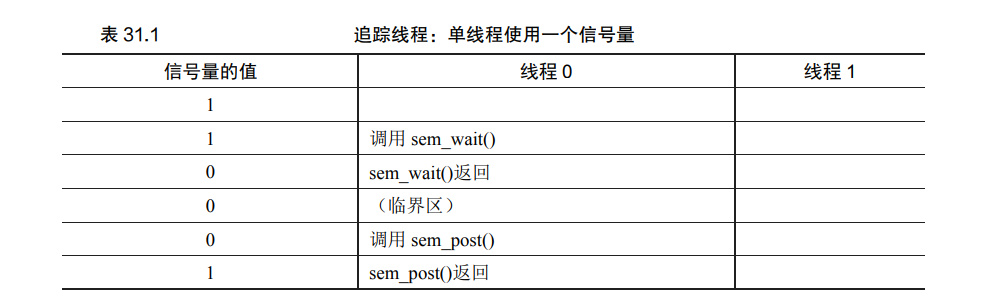 表 31.1 追踪线程：单线程使用一个信号量
信号量的值 线程 0 线程 1
1
1 调用 sem_wait()
0 sem_wait()返回
0 （临界区）
0 调用 sem_post()
1 sem_post()返回